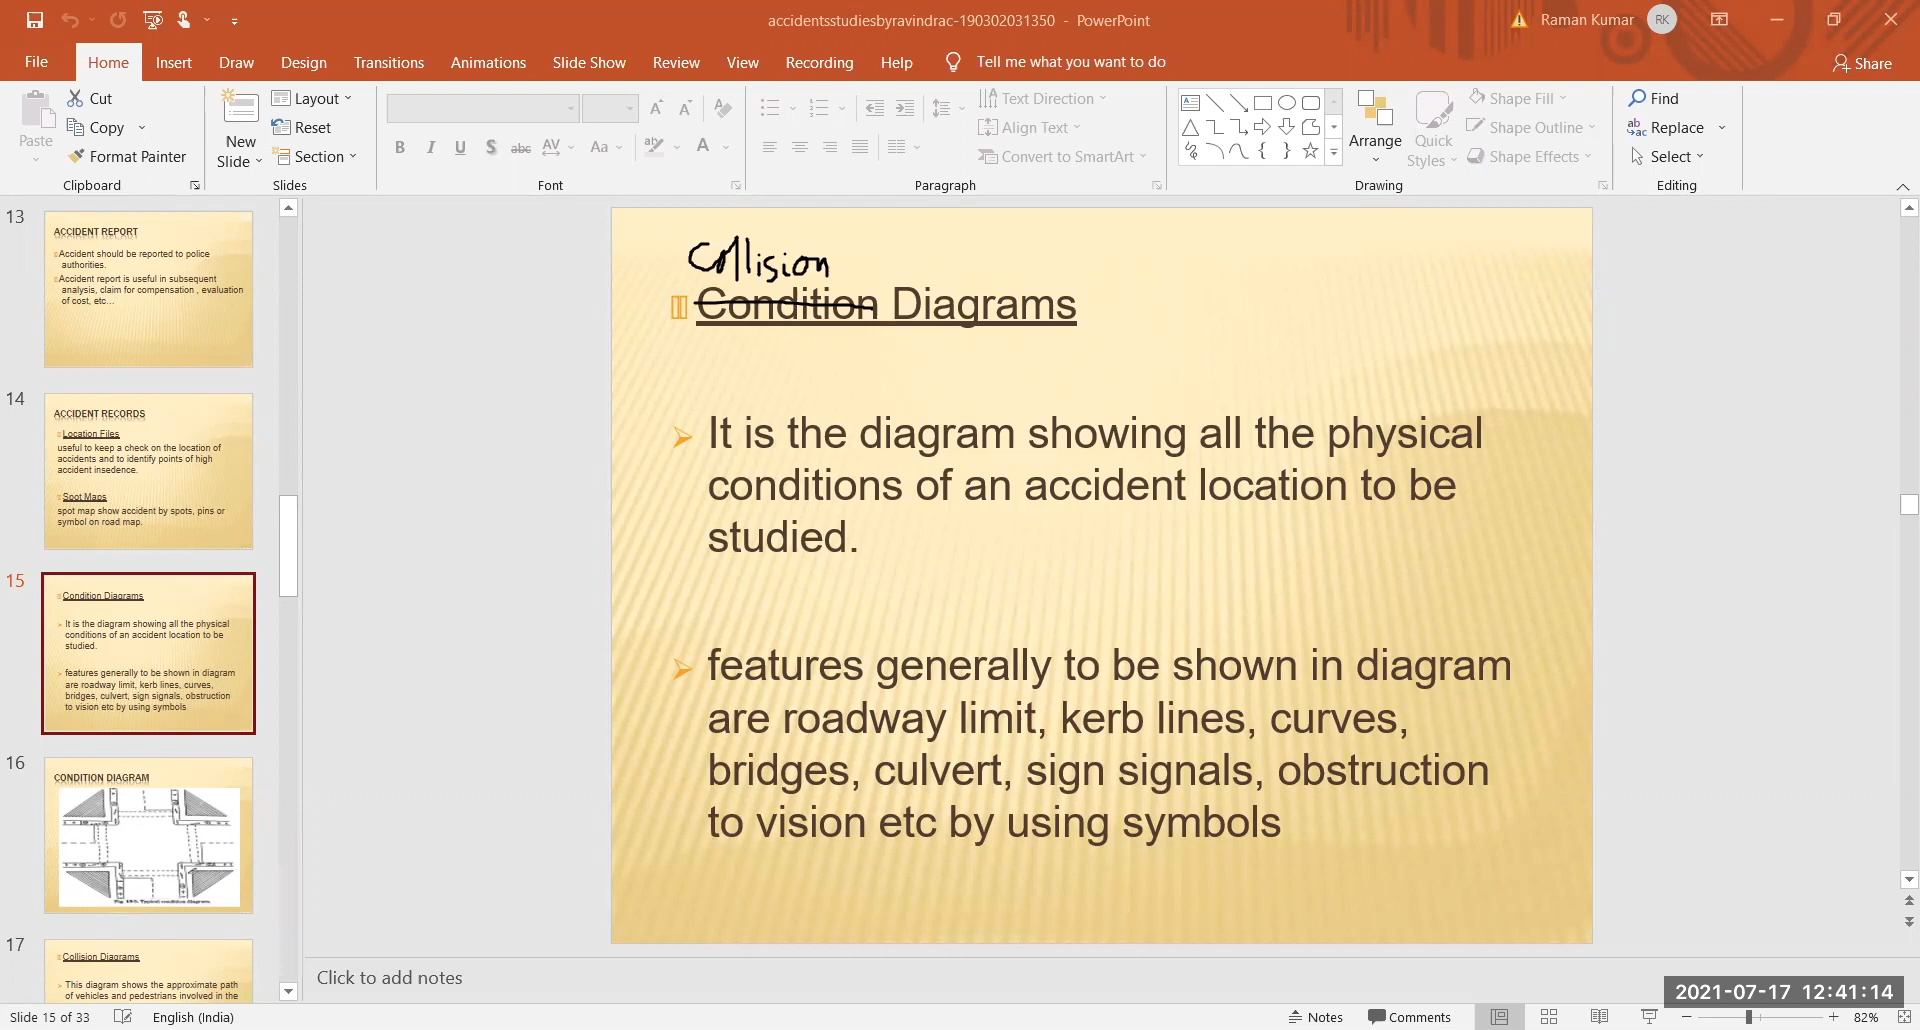 accidentsstudiesbyravindrac-190302031350 - PowerPoint
Raman Kumar
RK
File
Home
Insert
Draw
Design
Transitions
Animations
Slide Show
Review
View
Recording
Help
Tell me what you want to do
Share
Paste
Cut
Copy
Format Painter
Clipboard
New Slide
Layout
Reset
Section
Slides
B I U S abc AV Aa A
Font
Text Direction
Align Text
Convert to SmartArt
Paragraph
Arrange
Quick Styles
Shape Fill
Shape Outline
Shape Effects
Drawing
Find
Replace
Select
Editing
13
ACCIDENT REPORT
Accident should be reported to police
authorities.
Accident report is useful in subsequent
analysis, claim for compensation , evaluation
of cost, etc...
14
ACCIDENT RECORDS
Location Files
useful to keep a check on the location of
accidents and to identify points of high
accident insedence.
Spot Maps
spot map show accident by spots, pins or
symbol on road map.
15
Condition Diagrams
It is the diagram showing all the physical
conditions of an accident location to be
studied.
features generally to be shown in diagram
are roadway limit, kerb lines, curves,
bridges, culvert, sign signals, obstruction
to vision etc by using symbols
16
CONDITION DIAGRAM
Typical condition diagram.
17
Collision Diagrams
This diagram shows the approximate path
of vehicles and pedestrians involved in the
Collision
Condition Diagrams
It is the diagram showing all the physical
conditions of an accident location to be
studied.
features generally to be shown in diagram
are roadway limit, kerb lines, curves,
bridges, culvert, sign signals, obstruction
to vision etc by using symbols
Click to add notes
2021-07-17 12:41:14
Slide 15 of 33
English (India)
Notes
Comments
82%